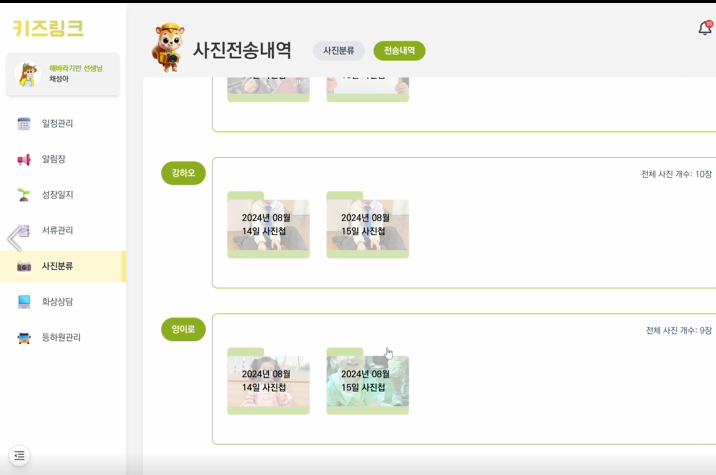 키즈링크
해바라기반 선생님
채성아
일정관리
알림장
성장일지
서류관리
사진분류
화상상담
등하원관리
사진전송내역
사진분류
전송내역
강하오
전체 사진 개수: 10장
2024년 08월
14일 사진첩
2024년 08월
15일 사진첩
양이로
전체 사진 개수: 9장
2024년 08월
14일 사진첩
2024년 08월
15일 사진첩